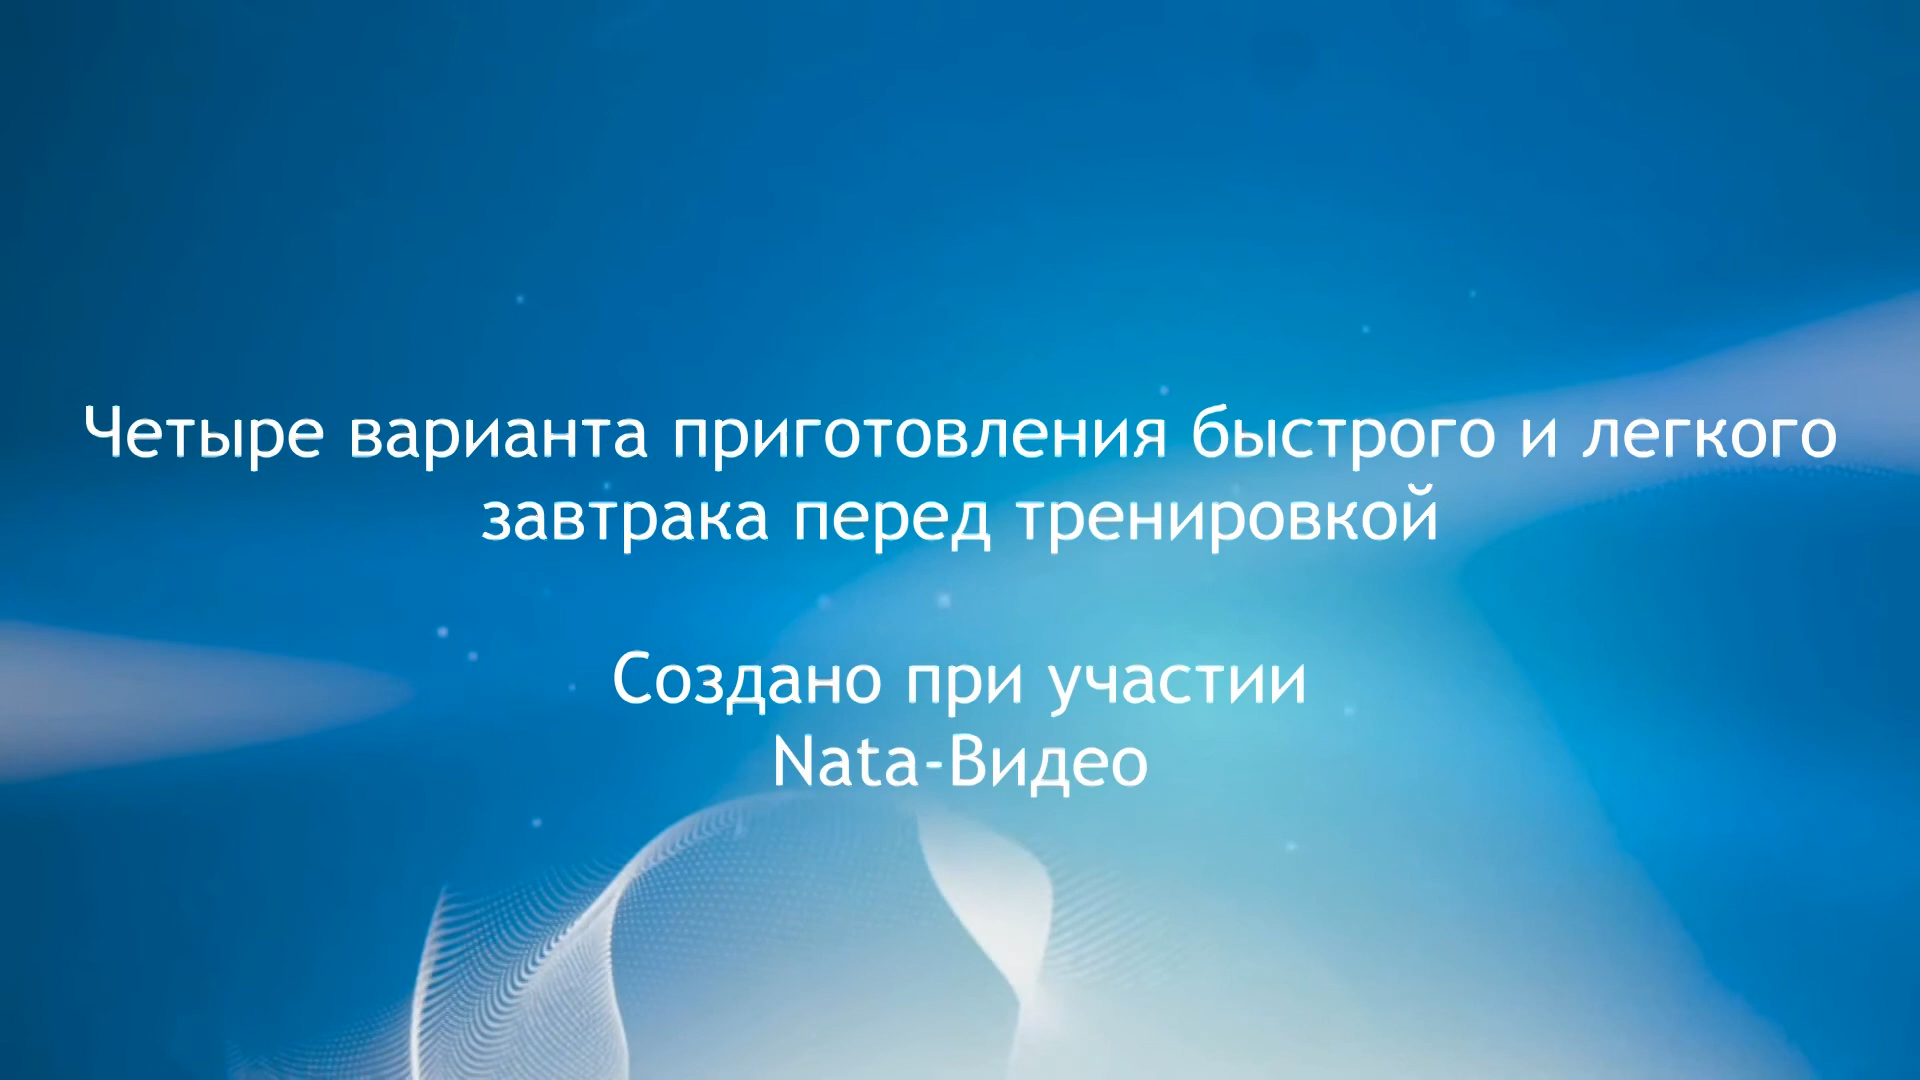 Четыре варианта приготовления быстрого и легкого
завтрака перед тренировкой
Создано при участии
Nata-Видео